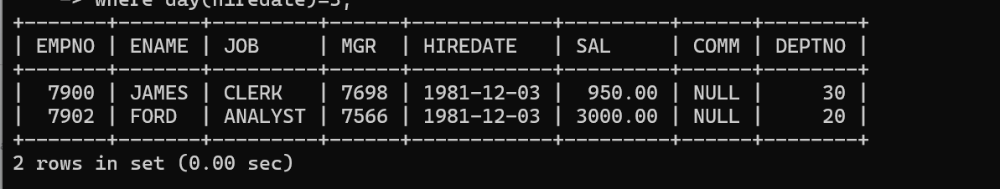 -> where day(hiredate)=3;
+-------+-------+---------+------+------------+---------+------+--------+
| EMPNO | ENAME | JOB     | MGR  | HIREDATE   | SAL     | COMM | DEPTNO |
+-------+-------+---------+------+------------+---------+------+--------+
|  7900 | JAMES | CLERK   | 7698 | 1981-12-03 |  950.00 | NULL |     30 |
|  7902 | FORD  | ANALYST | 7566 | 1981-12-03 | 3000.00 | NULL |     20 |
+-------+-------+---------+------+------------+---------+------+--------+
2 rows in set (0.00 sec)